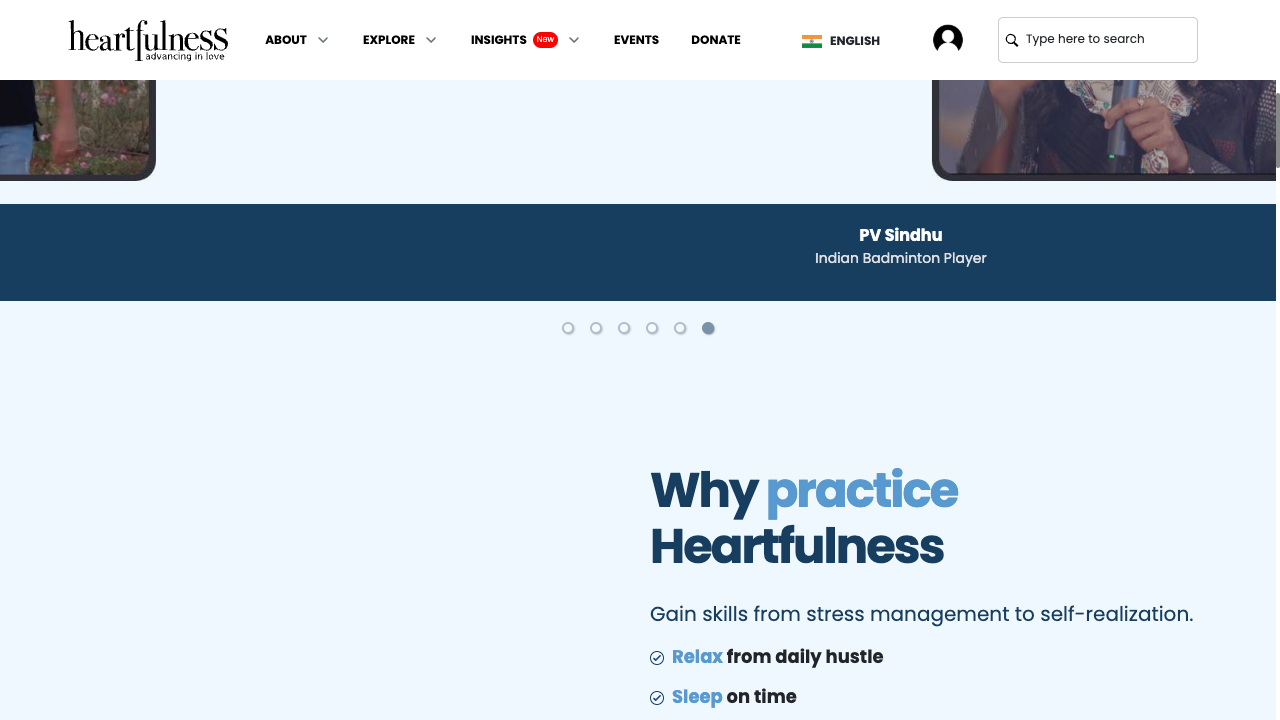 heartfulness
advancing in love
ABOUT
EXPLORE
INSIGHTS New
EVENTS
DONATE
ENGLISH
Type here to search
PV Sindhu
Indian Badminton Player
Why practice
Heartfulness
Gain skills from stress management to self-realization.
Relax from daily hustle
Sleep on time